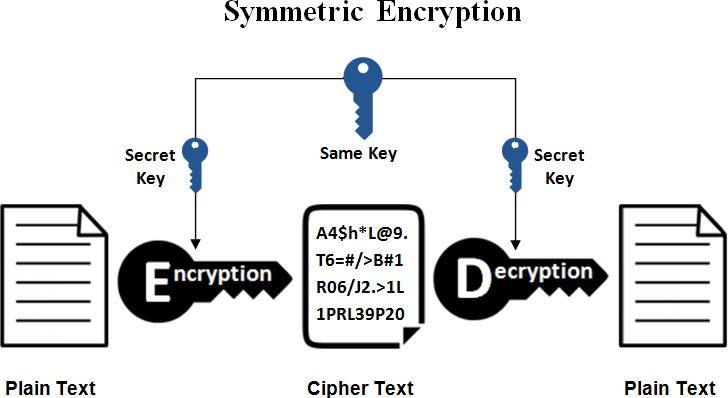 Symmetric Encryption
Same Key
Secret
Key
Secret
Key
Encryption
A4$h*L@9.
T6=#/>B#1
R06/J2.>1L
1PRL39P20
Decryption
Plain Text
Cipher Text
Plain Text